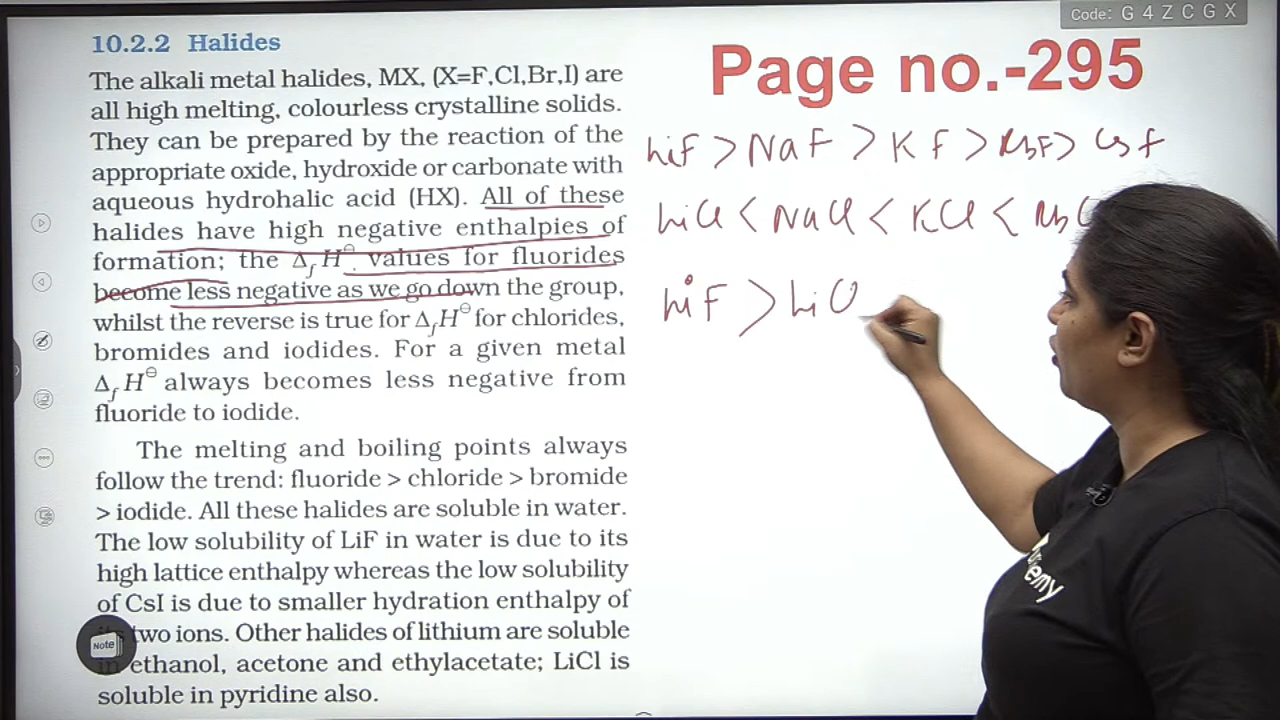 Code: G 4 Z C G X
10.2.2 Halides
The alkali metal halides, MX, (X=F,Cl,Br,I) are
all high melting, colourless crystalline solids.
They can be prepared by the reaction of the
appropriate oxide, hydroxide or carbonate with
aqueous hydrohalic acid (HX). All of these
halides have high negative enthalpies of
formation; the ΔfH⊖ values for fluorides
become less negative as we go down the group,
whilst the reverse is true for ΔfH⊖ for chlorides,
bromides and iodides. For a given metal
ΔfH⊖ always becomes less negative from
fluoride to iodide.
The melting and boiling points always
follow the trend: fluoride > chloride > bromide
> iodide. All these halides are soluble in water.
The low solubility of LiF in water is due to its
high lattice enthalpy whereas the low solubility
of CsI is due to smaller hydration enthalpy of
two ions. Other halides of lithium are soluble
ethanol, acetone and ethylacetate; LiCl is
soluble in pyridine also.
Note
Page no.-295
LiF > NaF > KF > RbF > CsF
LiCl < NaCl < KCl < RbC
LiF > LiCl